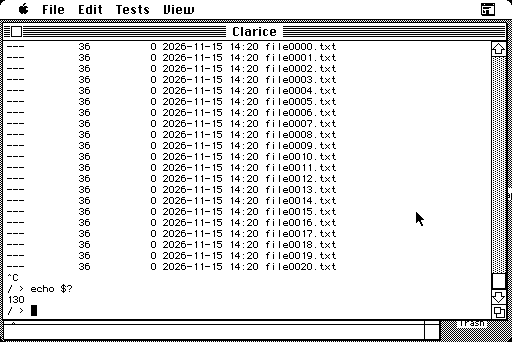 File Edit Tests View
Clarice
--- 36 0 2026-11-15 14:20 file0000.txt
--- 36 0 2026-11-15 14:20 file0001.txt
--- 36 0 2026-11-15 14:20 file0002.txt
--- 36 0 2026-11-15 14:20 file0003.txt
--- 36 0 2026-11-15 14:20 file0004.txt
--- 36 0 2026-11-15 14:20 file0005.txt
--- 36 0 2026-11-15 14:20 file0006.txt
--- 36 0 2026-11-15 14:20 file0007.txt
--- 36 0 2026-11-15 14:20 file0008.txt
--- 36 0 2026-11-15 14:20 file0009.txt
--- 36 0 2026-11-15 14:20 file0010.txt
--- 36 0 2026-11-15 14:20 file0011.txt
--- 36 0 2026-11-15 14:20 file0012.txt
--- 36 0 2026-11-15 14:20 file0013.txt
--- 36 0 2026-11-15 14:20 file0014.txt
--- 36 0 2026-11-15 14:20 file0015.txt
--- 36 0 2026-11-15 14:20 file0016.txt
--- 36 0 2026-11-15 14:20 file0017.txt
--- 36 0 2026-11-15 14:20 file0018.txt
--- 36 0 2026-11-15 14:20 file0019.txt
--- 36 0 2026-11-15 14:20 file0020.txt
^C
/ > echo $?
130
/ >
Trash